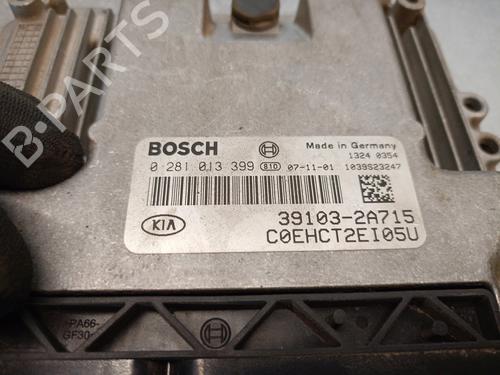 B-PARTS
BOSCH
Made in Germany
0 281 013 399 810 07-11-01
1324 0354
1039S23247
39103-2A715
C0EHCT2EI05U
KIA
PA66-
GF30